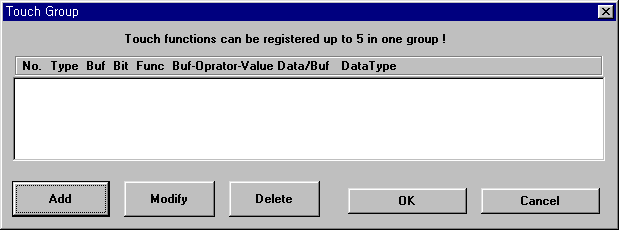 Touch Group
Touch functions can be registered up to 5 in one group !
No. Type Buf Bit Func Buf-Oprator-Value Data/Buf DataType
Add Modify Delete OK Cancel